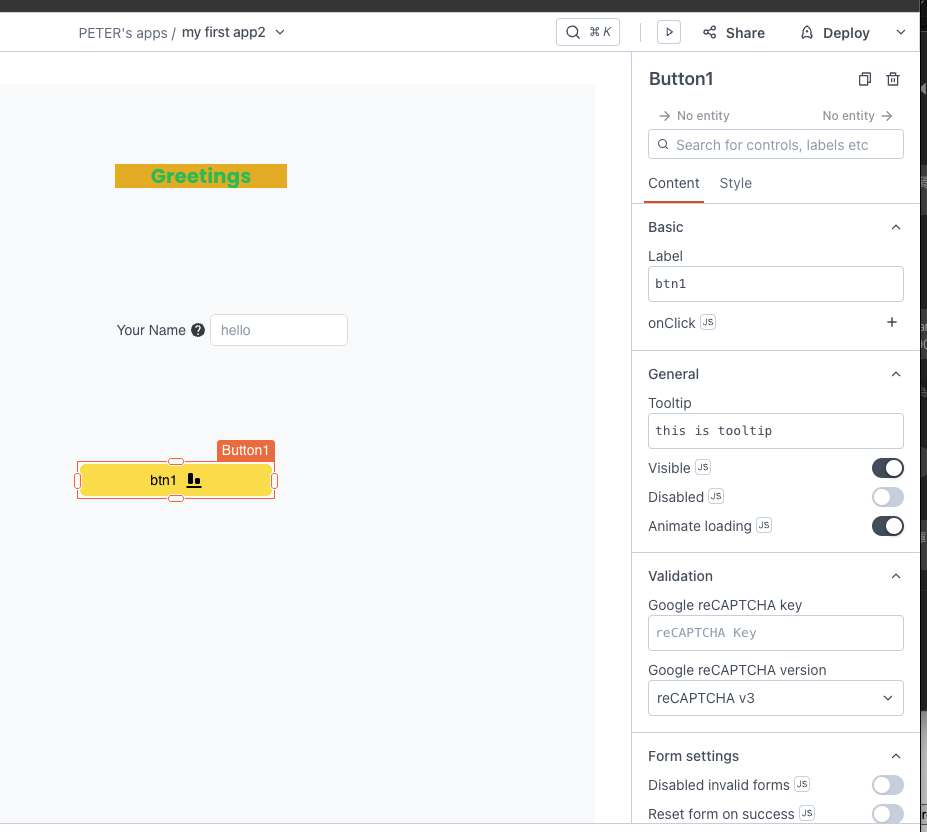 PETER's apps / my first app2
⌘ K
Share
Deploy
Greetings
Your Name ?
hello
Button1
btn1
Button1
No entity
No entity
Search for controls, labels etc
Content
Style
Basic
Label
btn1
onClick JS
+
General
Tooltip
this is tooltip
Visible JS
Disabled JS
Animate loading JS
Validation
Google reCAPTCHA key
reCAPTCHA Key
Google reCAPTCHA version
reCAPTCHA v3
Form settings
Disabled invalid forms JS
Reset form on success JS